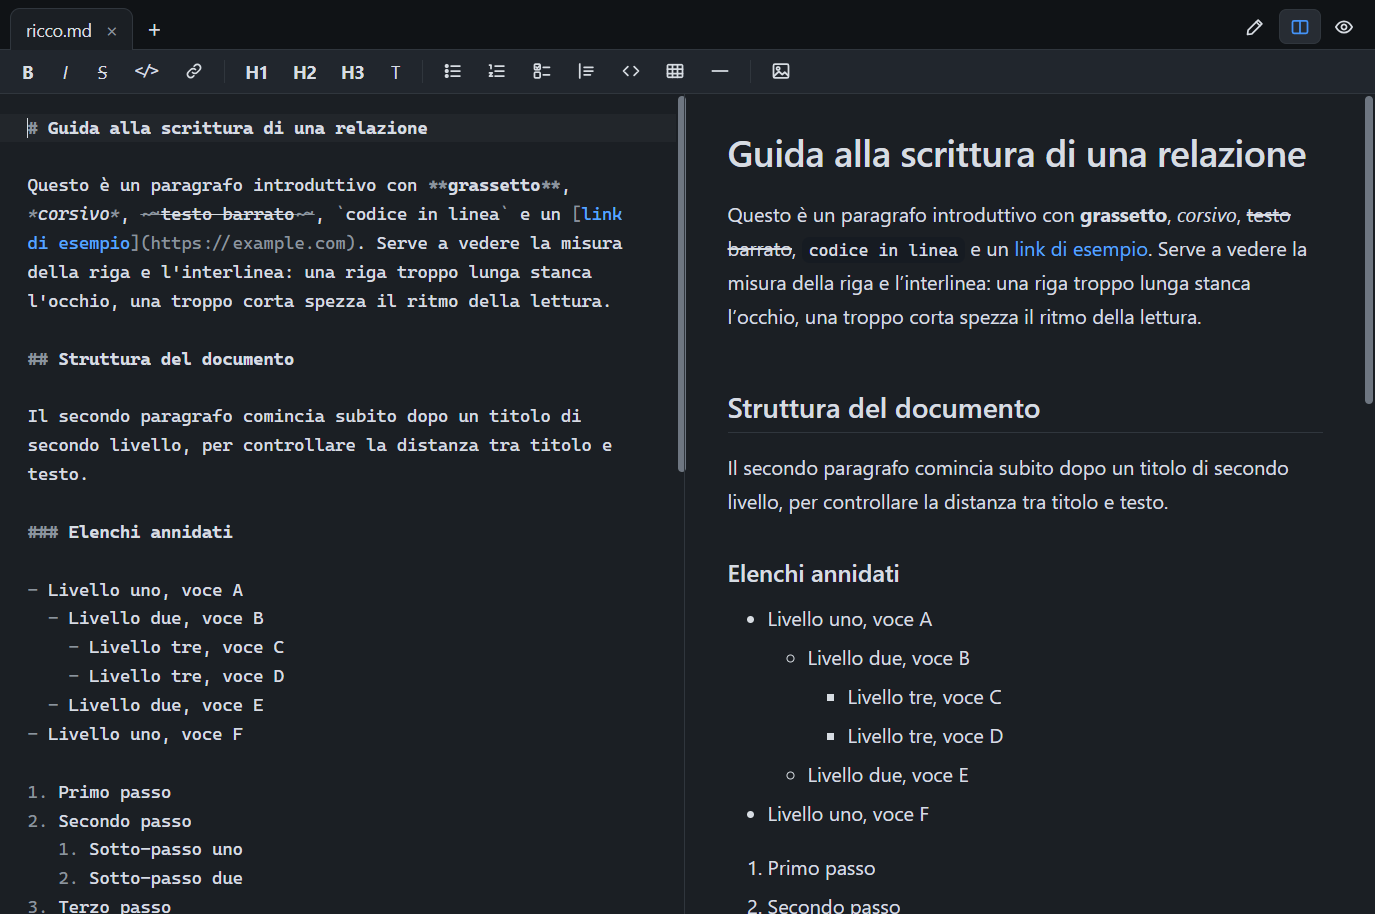 ricco.md × +
B I S </> H1 H2 H3 T
# Guida alla scrittura di una relazione
Questo è un paragrafo introduttivo con **grassetto**,
*corsivo*, ~~testo barrato~~, `codice in linea` e un [link
di esempio](https://example.com). Serve a vedere la misura
della riga e l'interlinea: una riga troppo lunga stanca
l'occhio, una troppo corta spezza il ritmo della lettura.
## Struttura del documento
Il secondo paragrafo comincia subito dopo un titolo di
secondo livello, per controllare la distanza tra titolo e
testo.
### Elenchi annidati
- Livello uno, voce A
- Livello due, voce B
- Livello tre, voce C
- Livello tre, voce D
- Livello due, voce E
- Livello uno, voce F
1. Primo passo
2. Secondo passo
1. Sotto-passo uno
2. Sotto-passo due
3. Terzo passo
Guida alla scrittura di una relazione
Questo è un paragrafo introduttivo con grassetto, corsivo, testo
barrato, codice in linea e un link di esempio. Serve a vedere la
misura della riga e l’interlinea: una riga troppo lunga stanca
l’occhio, una troppo corta spezza il ritmo della lettura.
Struttura del documento
Il secondo paragrafo comincia subito dopo un titolo di secondo
livello, per controllare la distanza tra titolo e testo.
Elenchi annidati
• Livello uno, voce A
◦ Livello due, voce B
▪ Livello tre, voce C
▪ Livello tre, voce D
◦ Livello due, voce E
• Livello uno, voce F
1. Primo passo
2. Secondo passo